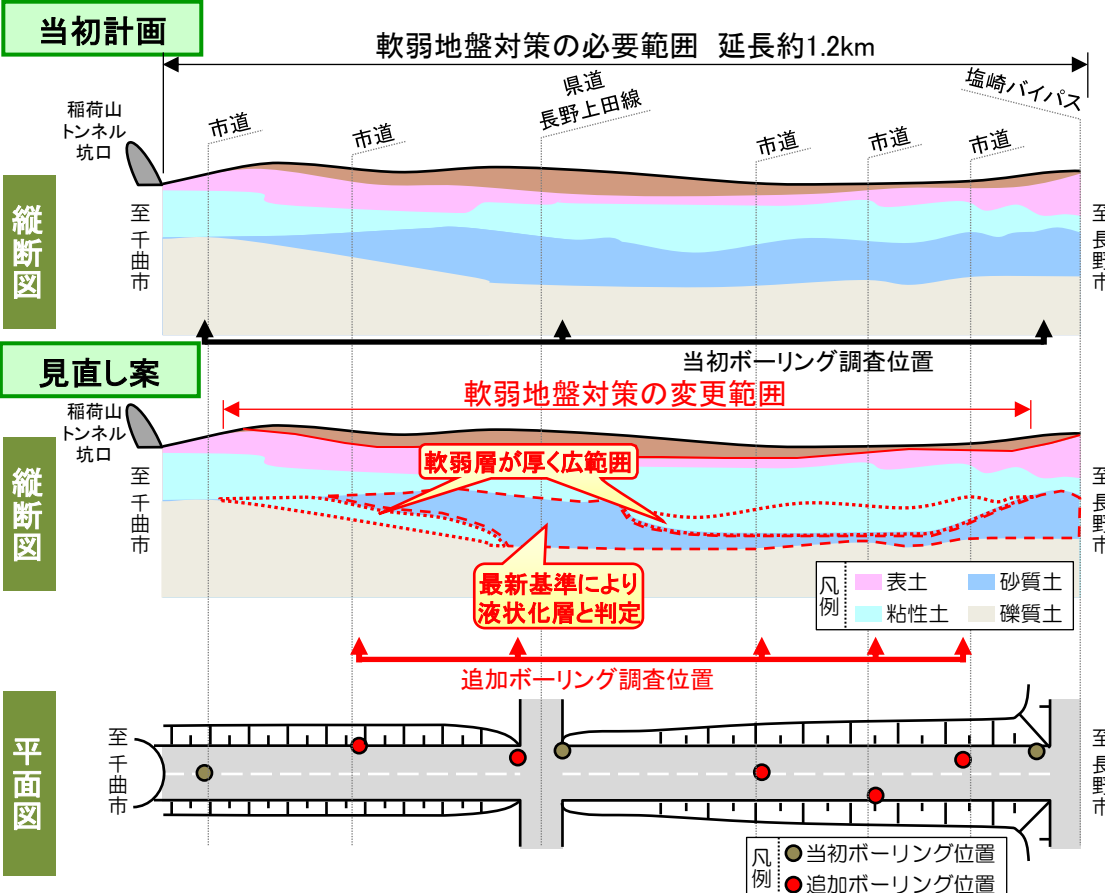 当初計画
軟弱地盤対策の必要範囲 延長約1.2km
稲荷山
トンネル
坑口
市道
市道
県道
長野上田線
市道
市道
市道
塩崎バイパス
縦断図
至千曲市
至長野市
当初ボーリング調査位置
見直し案
軟弱地盤対策の変更範囲
稲荷山
トンネル
坑口
縦断図
至千曲市
至長野市
軟弱層が厚く広範囲
最新基準により
液状化層と判定
凡例
表土
砂質土
粘性土
礫質土
追加ボーリング調査位置
平面図
至千曲市
至長野市
凡例
当初ボーリング位置
追加ボーリング位置